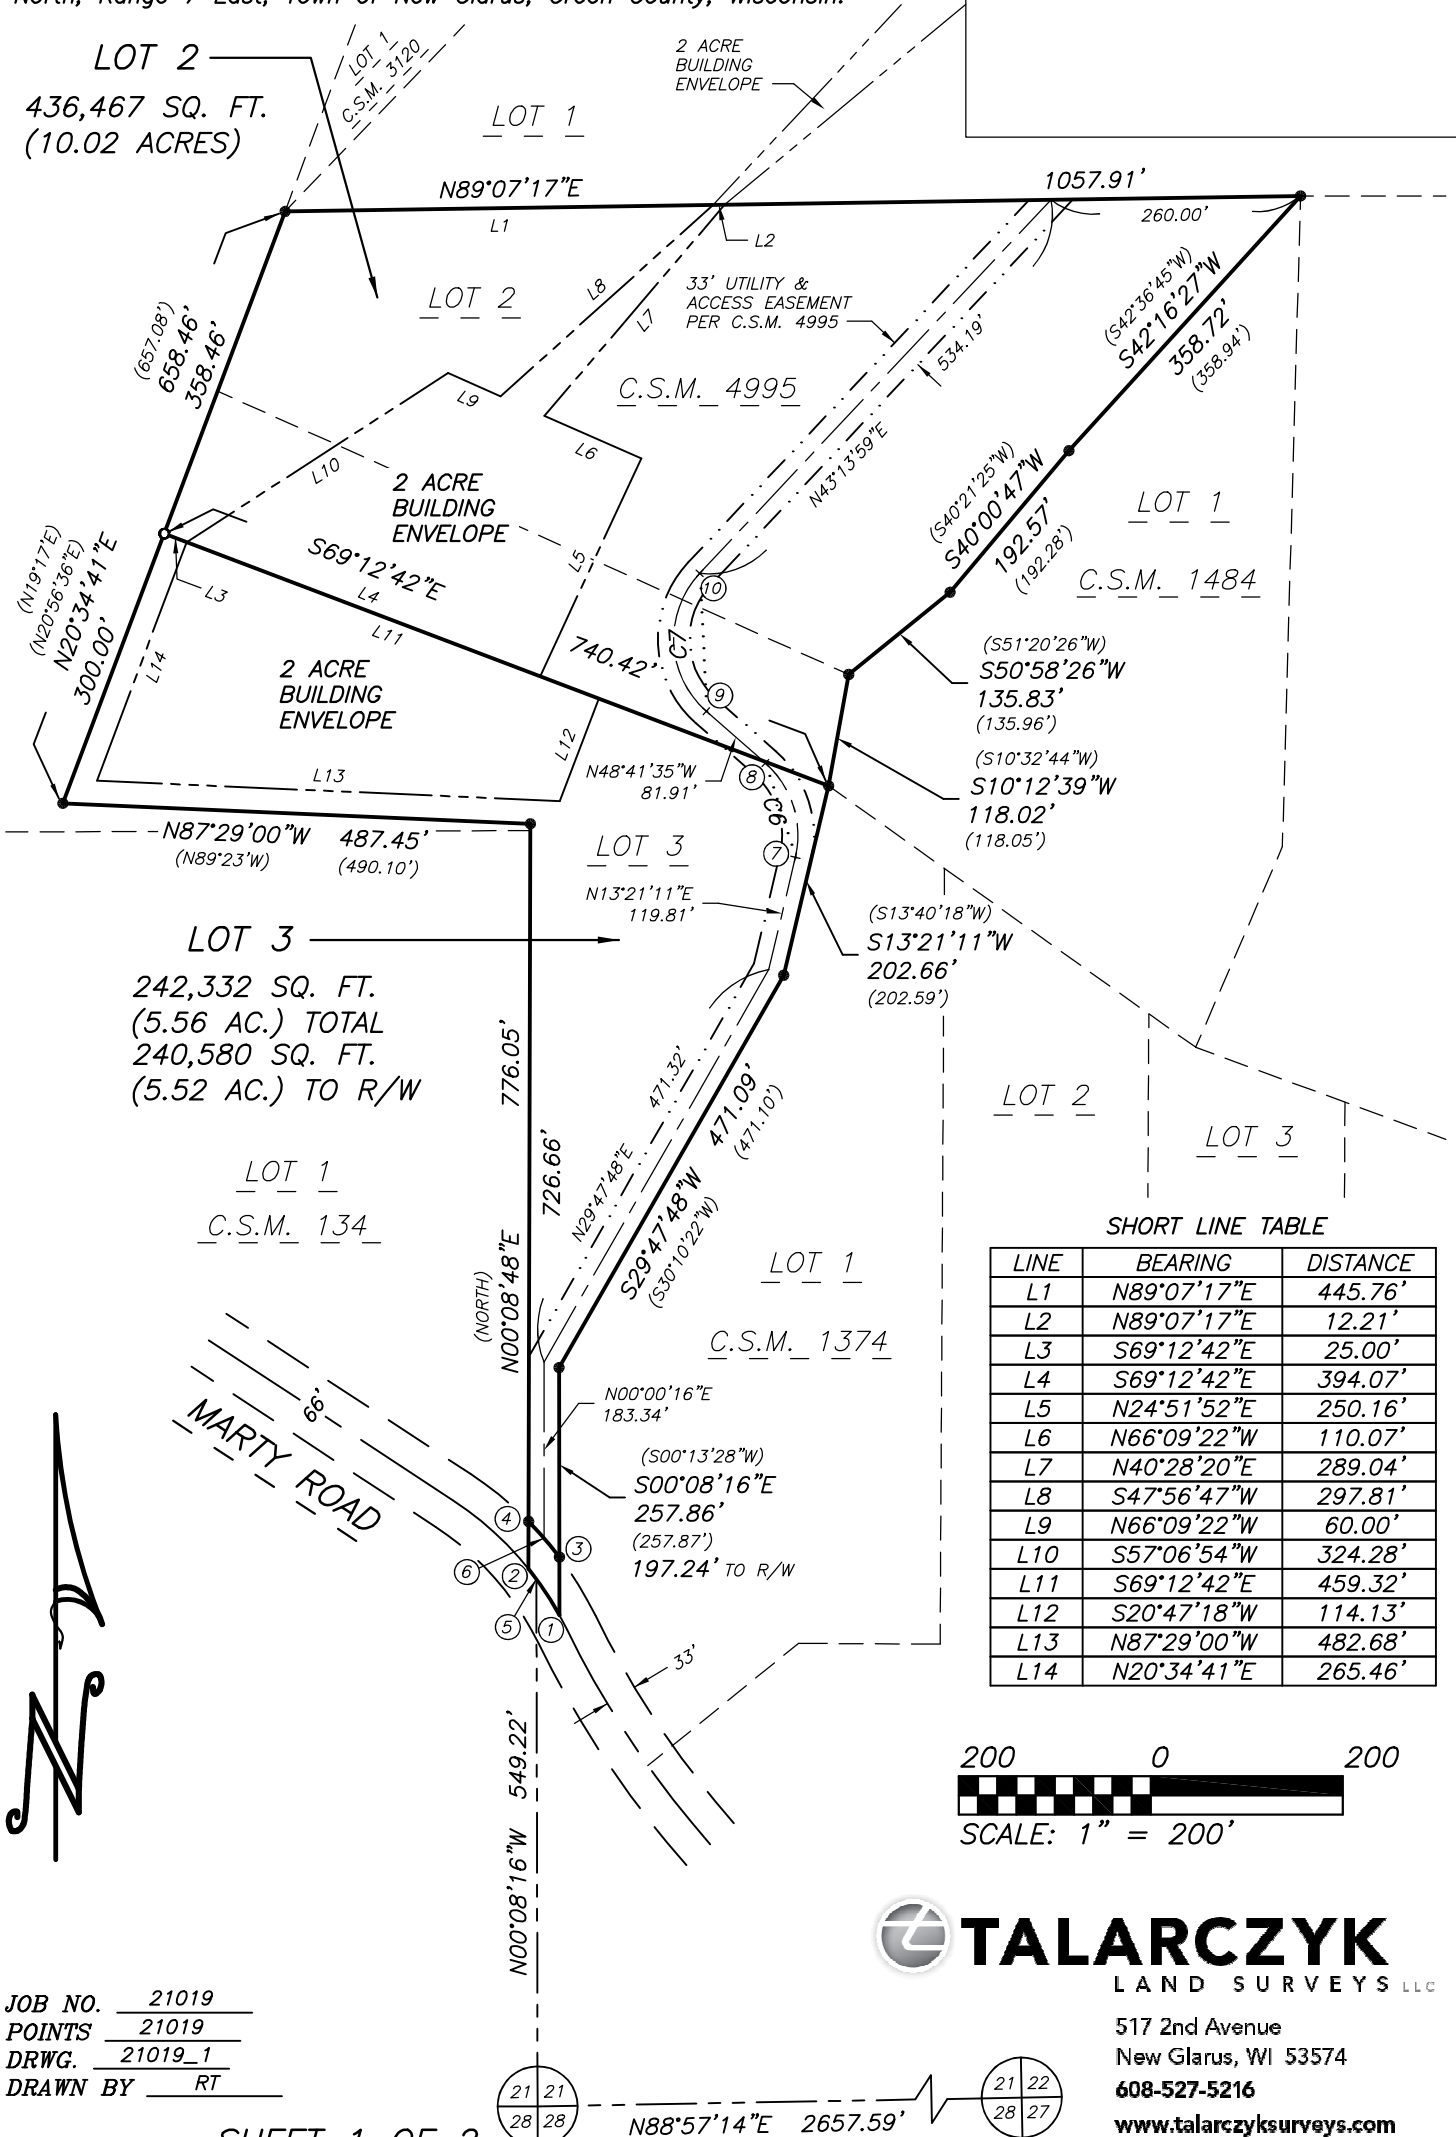 North, Range 7 East, Town of New Glarus, Green County, Wisconsin.
LOT 2
436,467 SQ. FT.
(10.02 ACRES)
LOT 1
C.S.M. 3120
2 ACRE
BUILDING
ENVELOPE
LOT 1
N89°07'17"E
1057.91'
L1
L2
260.00'
LOT 2
L8
L7
33' UTILITY &
ACCESS EASEMENT
PER C.S.M. 4995
534.19'
(S42°36'45"W)
S42°16'27"W
358.72'
(358.94')
(657.08')
658.46'
358.46'
C.S.M. 4995
L9
L6
L10
N43°13'59"E
2 ACRE
BUILDING
ENVELOPE
(S40°21'25"W)
S40°00'47"W
192.57'
(192.28')
LOT 1
C.S.M. 1484
(N19°17'E)
(N20°56'36"E)
N20°34'41"E
300.00'
S69°12'42"E
L3
L4
L11
L5
10
C7
740.42'
9
L14
2 ACRE
BUILDING
ENVELOPE
(S51°20'26"W)
S50°58'26"W
135.83'
(135.96')
L12
L13
N48°41'35"W
81.91'
8
C6
7
(S10°32'44"W)
S10°12'39"W
118.02'
(118.05')
N87°29'00"W 487.45'
(N89°23'W) (490.10')
LOT 3
N13°21'11"E
119.81'
(S13°40'18"W)
S13°21'11"W
202.66'
(202.59')
LOT 3
242,332 SQ. FT.
(5.56 AC.) TOTAL
240,580 SQ. FT.
(5.52 AC.) TO R/W
776.05'
726.66'
471.32'
471.09'
(471.10')
N29°47'48"E
S29°47'48"W
(S30°10'22"W)
LOT 2
LOT 3
LOT 1
C.S.M. 134
(NORTH)
N00°08'48"E
LOT 1
C.S.M. 1374
SHORT LINE TABLE
LINE BEARING DISTANCE
L1 N89°07'17"E 445.76'
L2 N89°07'17"E 12.21'
L3 S69°12'42"E 25.00'
L4 S69°12'42"E 394.07'
L5 N24°51'52"E 250.16'
L6 N66°09'22"W 110.07'
L7 N40°28'20"E 289.04'
L8 S47°56'47"W 297.81'
L9 N66°09'22"W 60.00'
L10 S57°06'54"W 324.28'
L11 S69°12'42"E 459.32'
L12 S20°47'18"W 114.13'
L13 N87°29'00"W 482.68'
L14 N20°34'41"E 265.46'
66'
MARTY ROAD
N00°00'16"E
183.34'
(S00°13'28"W)
S00°08'16"E
257.86'
(257.87')
197.24' TO R/W
4
3
6
2
5
1
33'
N
N00°08'16"W 549.22'
200 0 200
SCALE: 1" = 200'
TALARCZYK
LAND SURVEYS LLC
517 2nd Avenue
New Glarus, WI 53574
608-527-5216
www.talarczyksurveys.com
JOB NO. 21019
POINTS 21019
DRWG. 21019_1
DRAWN BY RT
21 21
28 28
N88°57'14"E 2657.59'
21 22
28 27
SHEET 1 OF